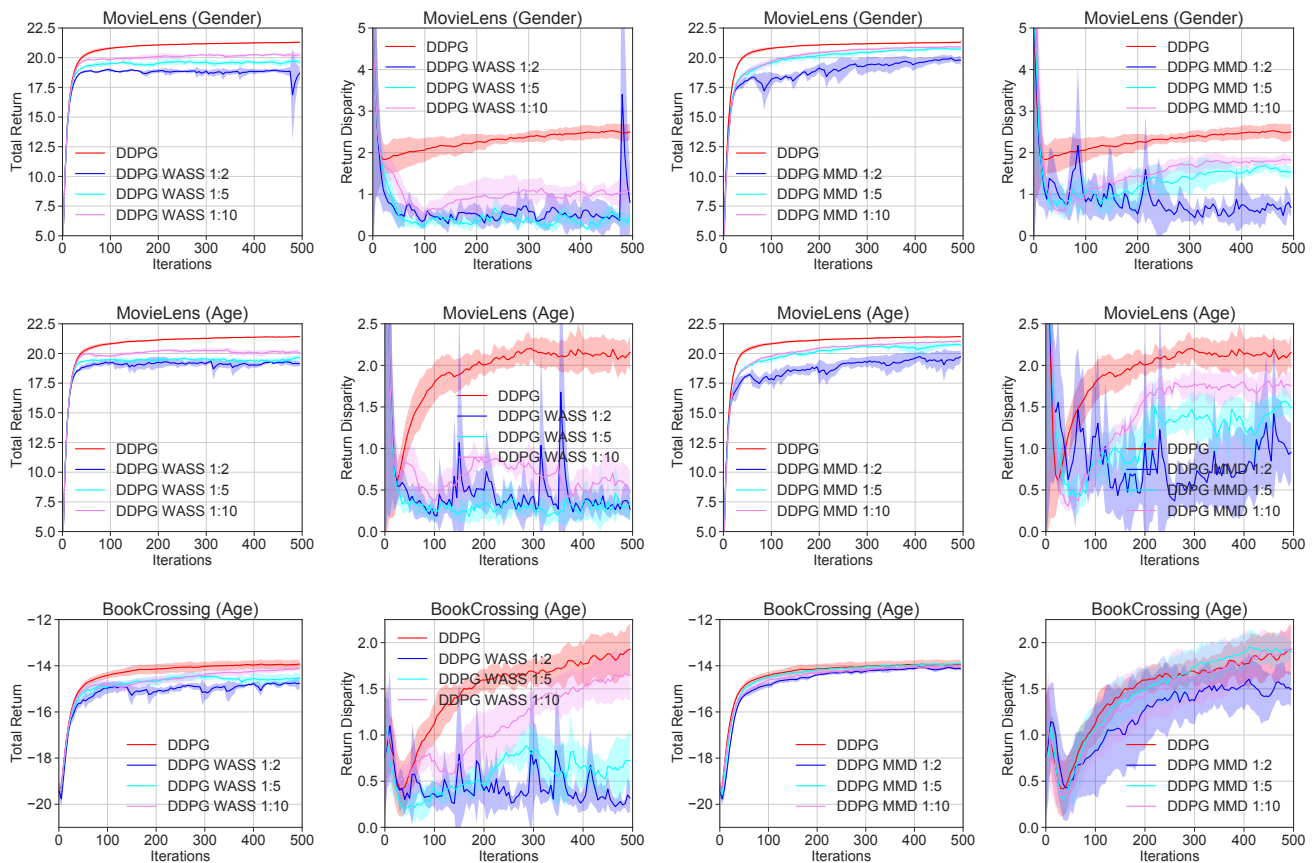 MovieLens (Gender)
22.5
20.0
17.5
15.0
12.5
10.0
7.5
5.0
Total Return
DDPG
DDPG WASS 1:2
DDPG WASS 1:5
DDPG WASS 1:10
0 100 200 300 400 500
Iterations
MovieLens (Gender)
5
4
3
2
1
0
Return Disparity
DDPG
DDPG WASS 1:2
DDPG WASS 1:5
DDPG WASS 1:10
0 100 200 300 400 500
Iterations
MovieLens (Gender)
22.5
20.0
17.5
15.0
12.5
10.0
7.5
5.0
Total Return
DDPG
DDPG MMD 1:2
DDPG MMD 1:5
DDPG MMD 1:10
0 100 200 300 400 500
Iterations
MovieLens (Gender)
5
4
3
2
1
0
Return Disparity
DDPG
DDPG MMD 1:2
DDPG MMD 1:5
DDPG MMD 1:10
0 100 200 300 400 500
Iterations
MovieLens (Age)
22.5
20.0
17.5
15.0
12.5
10.0
7.5
5.0
Total Return
DDPG
DDPG WASS 1:2
DDPG WASS 1:5
DDPG WASS 1:10
0 100 200 300 400 500
Iterations
MovieLens (Age)
2.5
2.0
1.5
1.0
0.5
0.0
Return Disparity
DDPG
DDPG WASS 1:2
DDPG WASS 1:5
DDPG WASS 1:10
0 100 200 300 400 500
Iterations
MovieLens (Age)
22.5
20.0
17.5
15.0
12.5
10.0
7.5
5.0
Total Return
DDPG
DDPG MMD 1:2
DDPG MMD 1:5
DDPG MMD 1:10
0 100 200 300 400 500
Iterations
MovieLens (Age)
2.5
2.0
1.5
1.0
0.5
0.0
Return Disparity
DDPG
DDPG MMD 1:2
DDPG MMD 1:5
DDPG MMD 1:10
0 100 200 300 400 500
Iterations
BookCrossing (Age)
−12
−14
−16
−18
−20
Total Return
DDPG
DDPG WASS 1:2
DDPG WASS 1:5
DDPG WASS 1:10
0 100 200 300 400 500
Iterations
BookCrossing (Age)
2.0
1.5
1.0
0.5
0.0
Return Disparity
DDPG
DDPG WASS 1:2
DDPG WASS 1:5
DDPG WASS 1:10
0 100 200 300 400 500
Iterations
BookCrossing (Age)
−12
−14
−16
−18
−20
Total Return
DDPG
DDPG MMD 1:2
DDPG MMD 1:5
DDPG MMD 1:10
0 100 200 300 400 500
Iterations
BookCrossing (Age)
2.0
1.5
1.0
0.5
0.0
Return Disparity
DDPG
DDPG MMD 1:2
DDPG MMD 1:5
DDPG MMD 1:10
0 100 200 300 400 500
Iterations